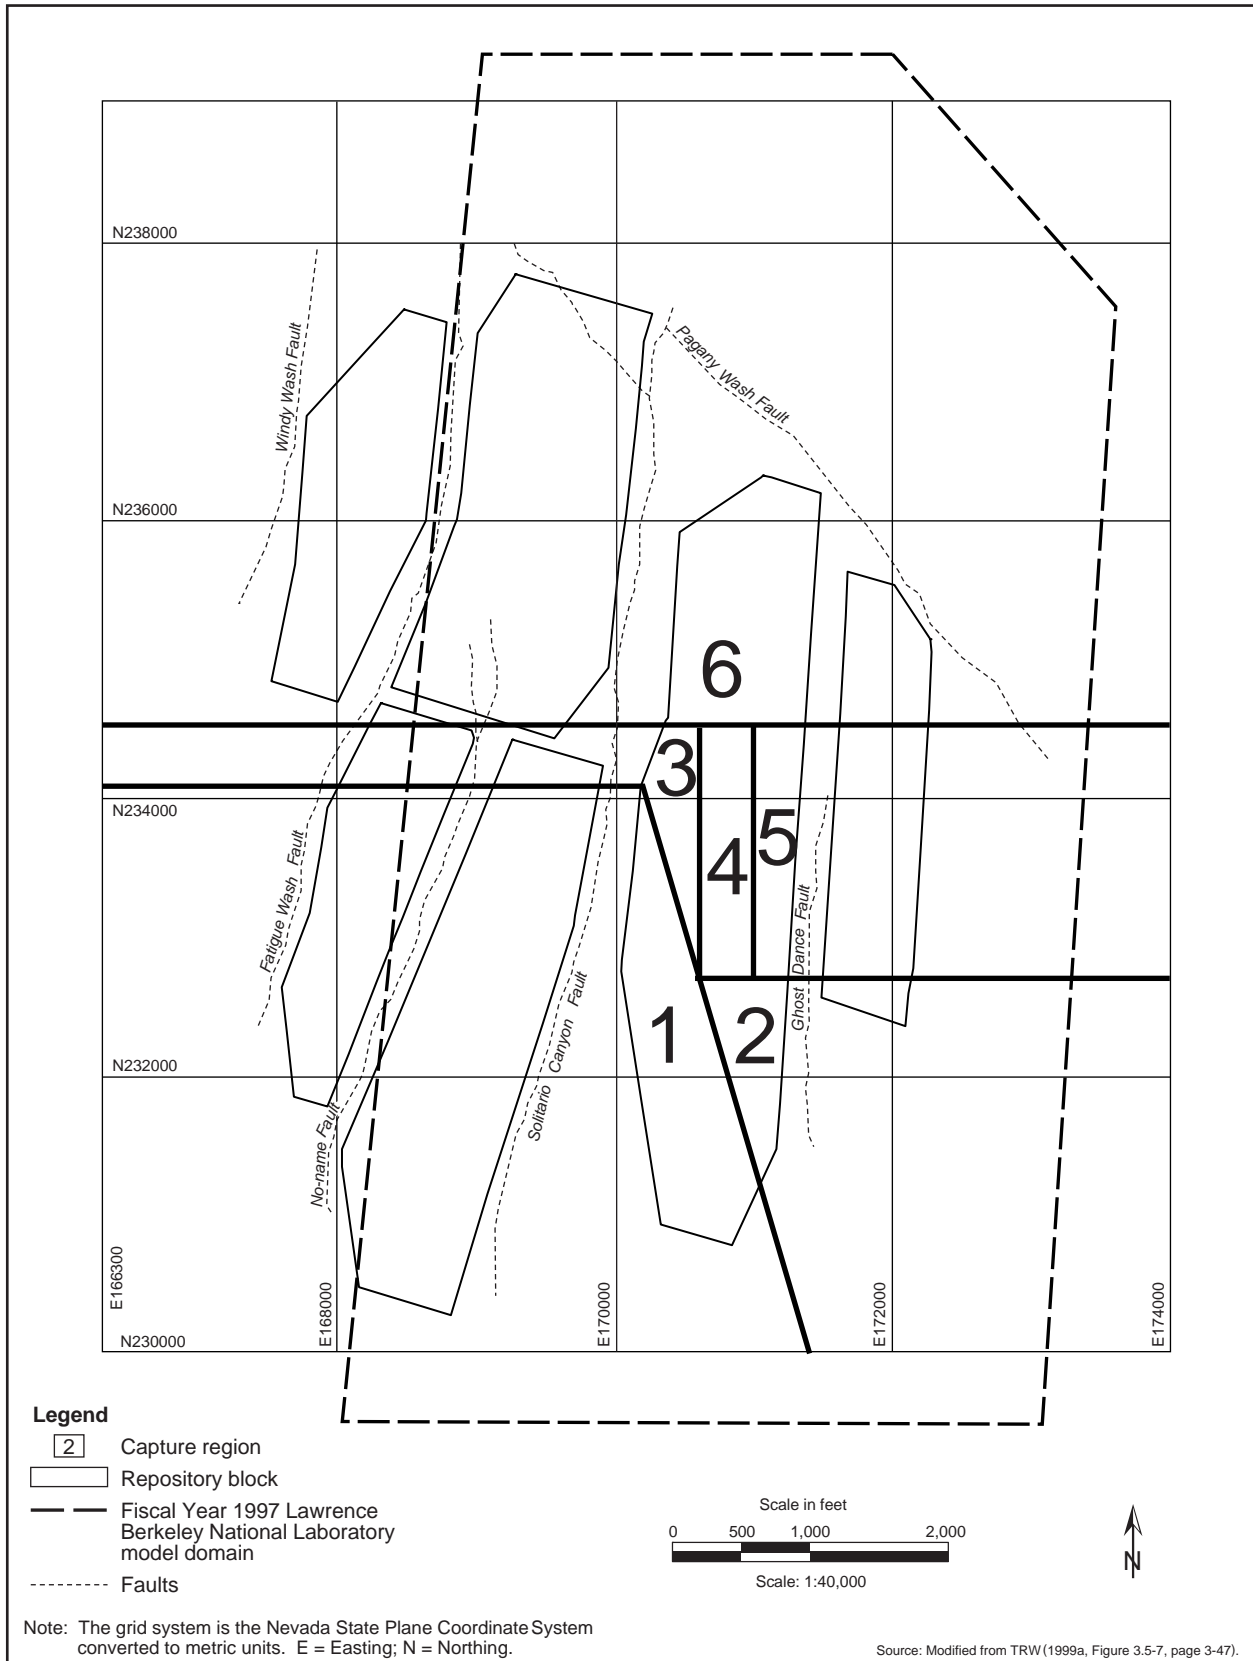 N238000
Windy Wash Fault
Pagany Wash Fault
N236000
6
3
N234000
5
4
Fatigue Wash Fault
Ghost Dance Fault
Solitario Canyon Fault
1
2
N232000
No-name Fault
E166300
E168000
E170000
E172000
E174000
N230000
Legend
2 Capture region
Repository block
Fiscal Year 1997 Lawrence
Berkeley National Laboratory
model domain
Faults
Scale in feet
0 500 1,000 2,000
Scale: 1:40,000
N
Note: The grid system is the Nevada State Plane Coordinate System
converted to metric units. E = Easting; N = Northing.
Source: Modified from TRW (1999a, Figure 3.5-7, page 3-47).